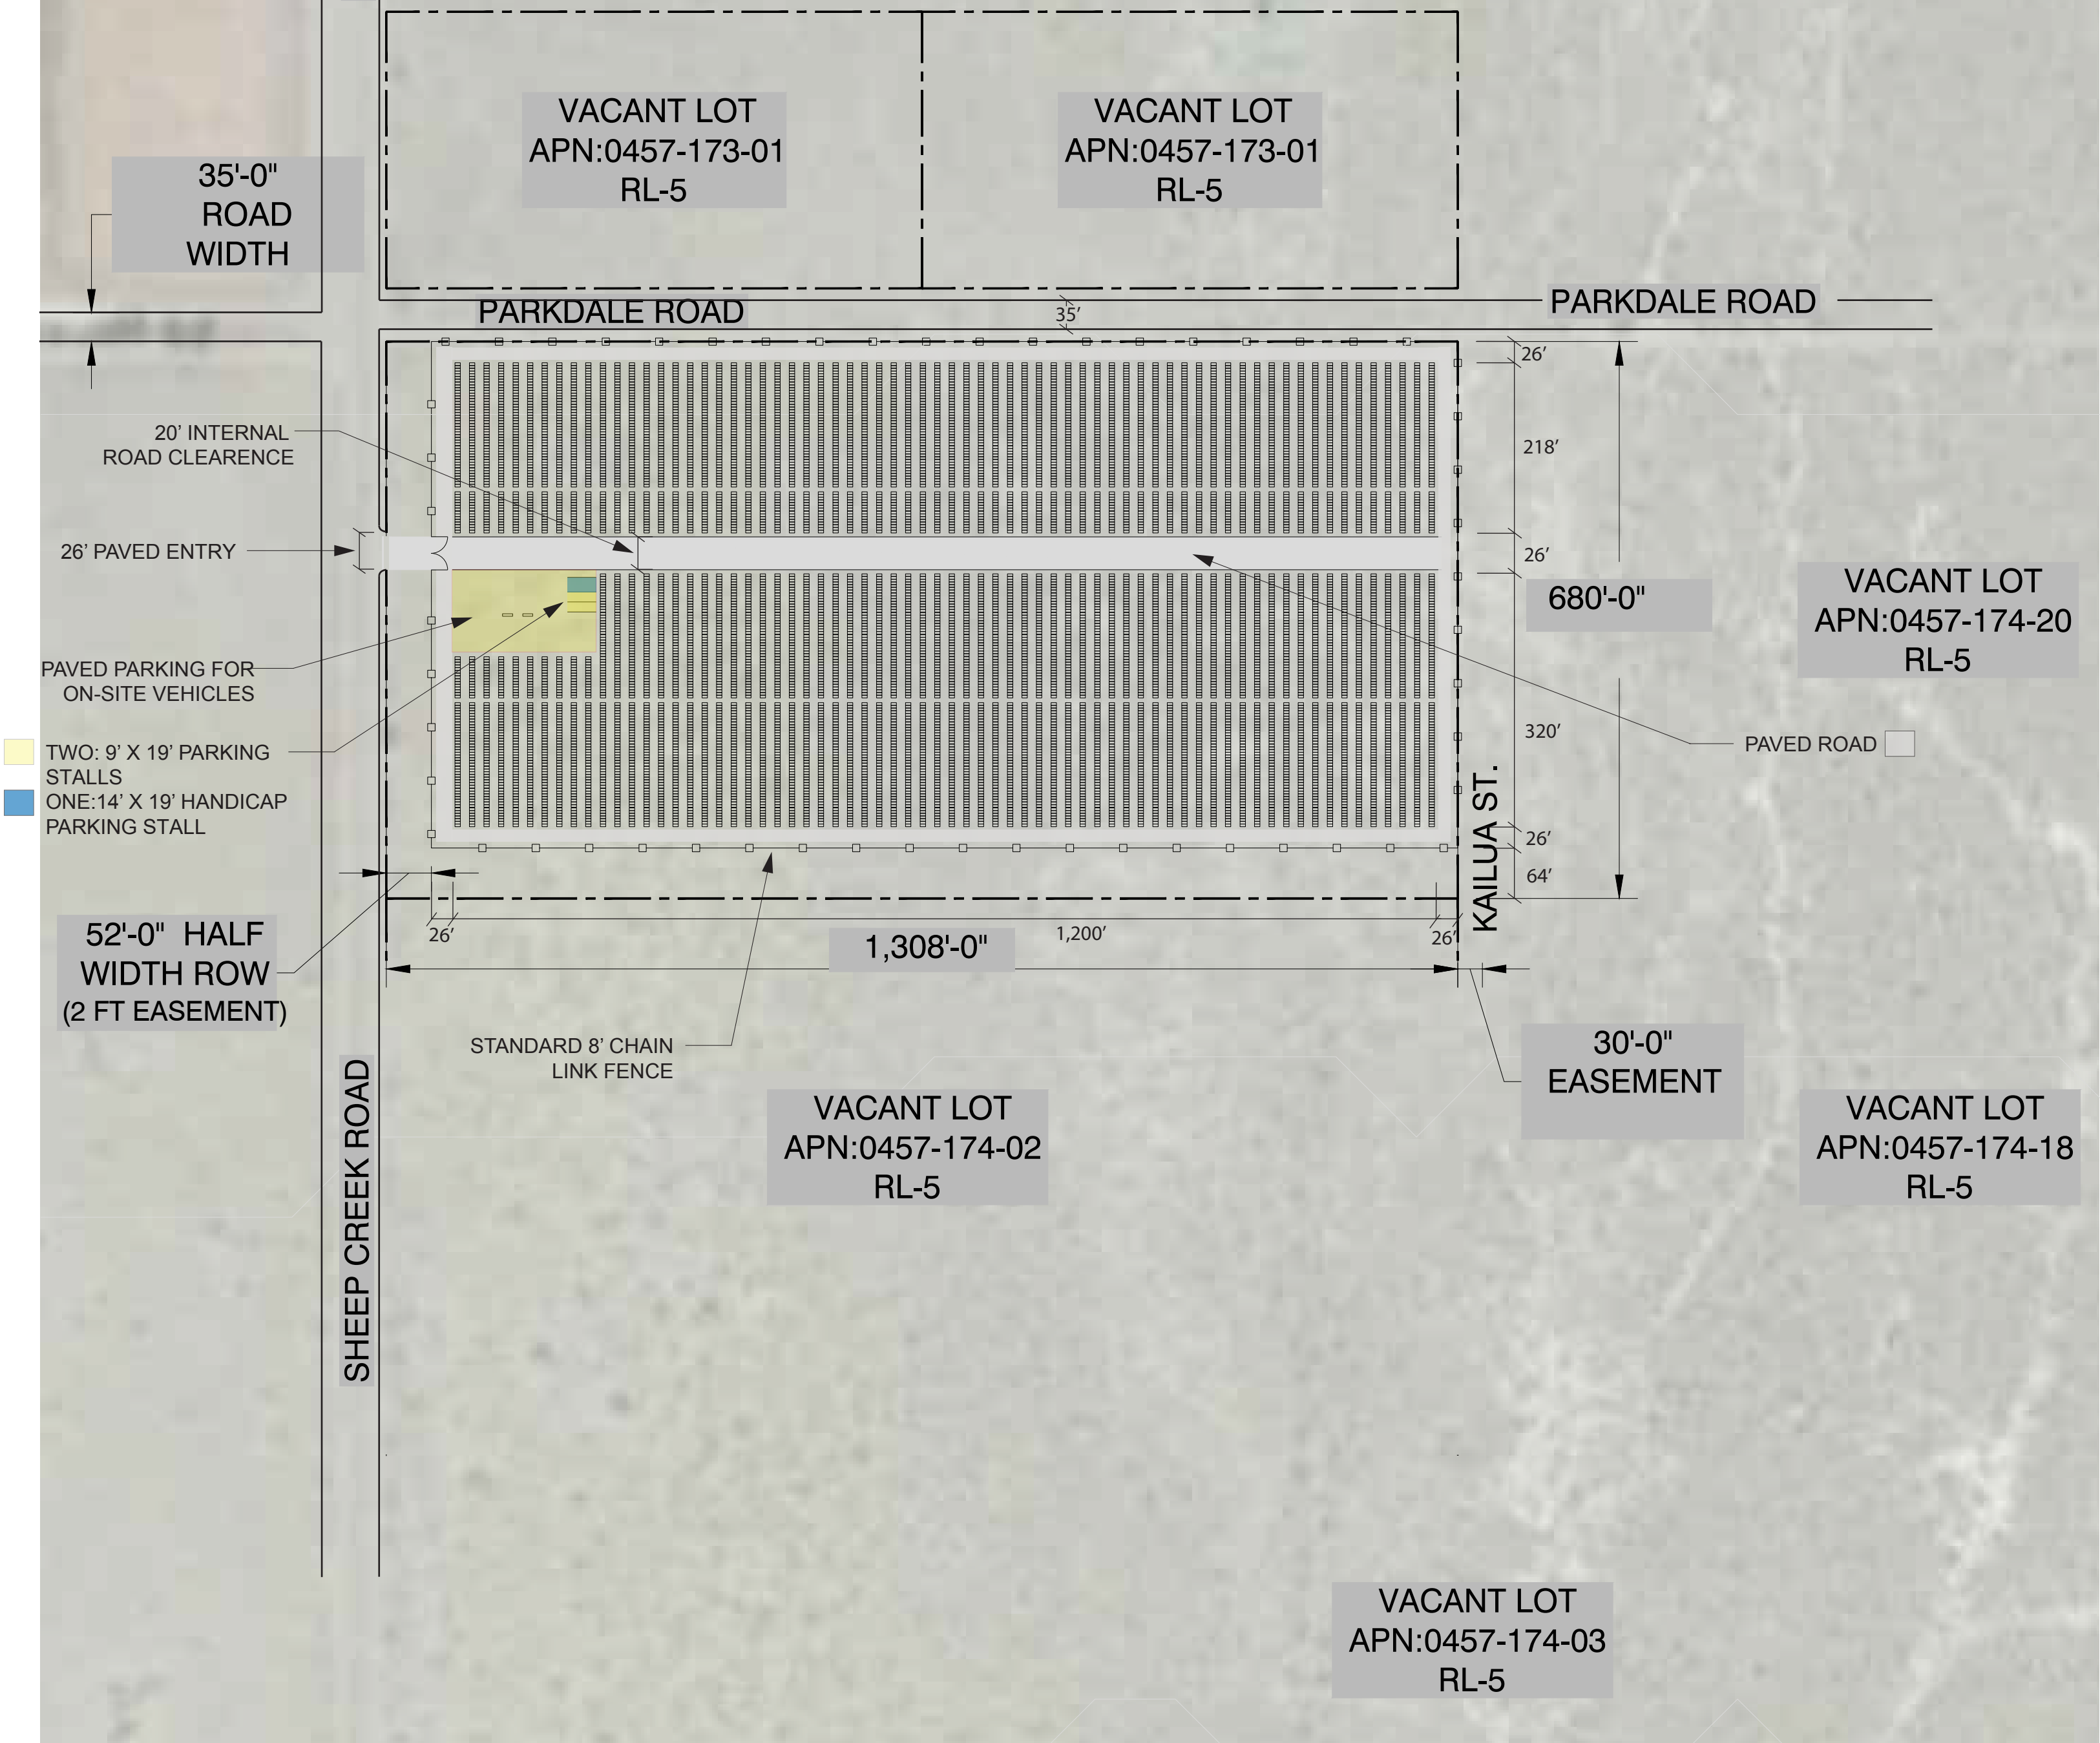 VACANT LOT
APN:0457-173-01
RL-5
VACANT LOT
APN:0457-173-01
RL-5
35'-0"
ROAD
WIDTH
PARKDALE ROAD
35’
PARKDALE ROAD
26’
218’
26’
680'-0"
320’
26’
64’
20’ INTERNAL
ROAD CLEARENCE
26’ PAVED ENTRY
PAVED PARKING FOR
ON-SITE VEHICLES
TWO: 9’ X 19’ PARKING
STALLS
ONE:14’ X 19’ HANDICAP
PARKING STALL
VACANT LOT
APN:0457-174-20
RL-5
PAVED ROAD
KAILUA ST.
52'-0" HALF
WIDTH ROW
(2 FT EASEMENT)
26’
1,200’
26’
1,308'-0"
STANDARD 8’ CHAIN
LINK FENCE
30'-0"
EASEMENT
SHEEP CREEK ROAD
VACANT LOT
APN:0457-174-02
RL-5
VACANT LOT
APN:0457-174-18
RL-5
VACANT LOT
APN:0457-174-03
RL-5